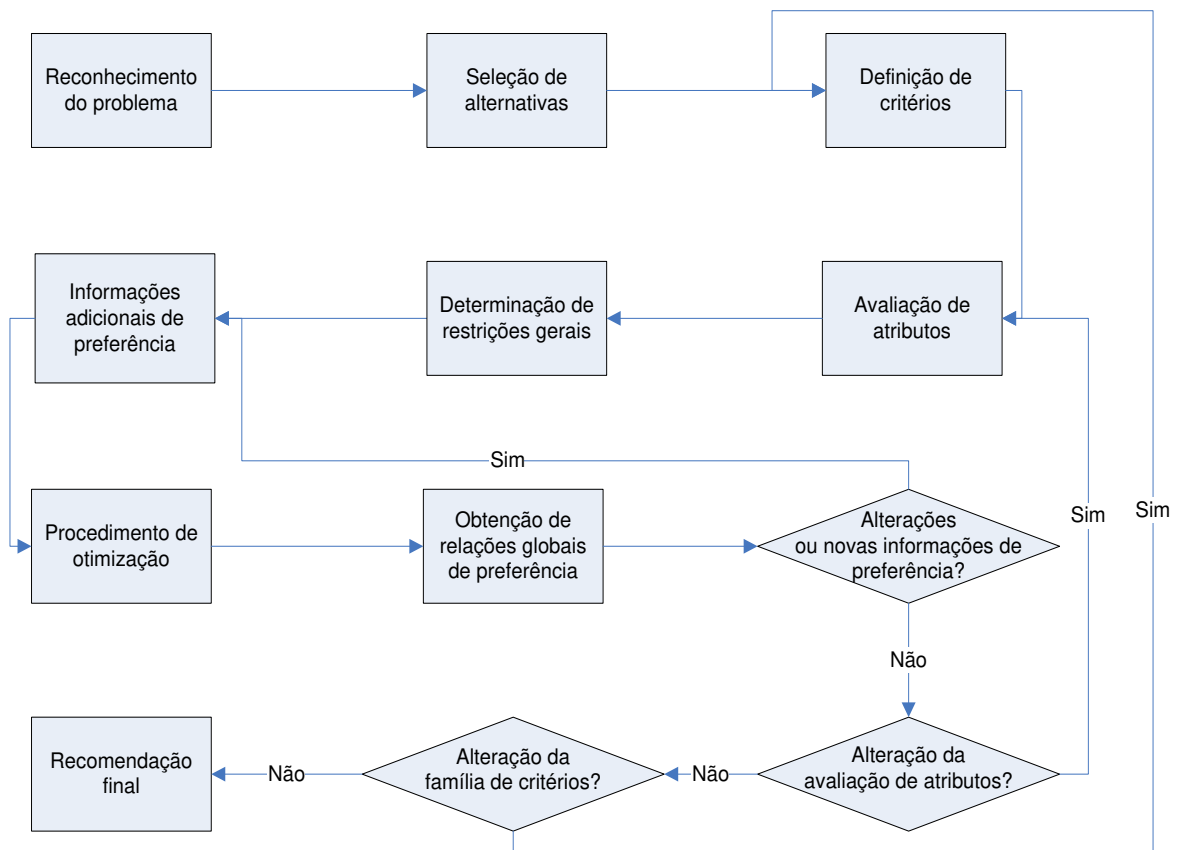 Reconhecimento
do problema
Seleção de
alternativas
Definição de
critérios
Informações
adicionais de
preferência
Determinação de
restrições gerais
Avaliação de
atributos
Sim
Procedimento de
otimização
Obtenção de
relações globais
de preferência
Alterações
ou novas informações de
preferência?
Sim
Sim
Não
Recomendação
final
Não
Alteração da
família de critérios?
Não
Alteração da
avaliação de atributos?